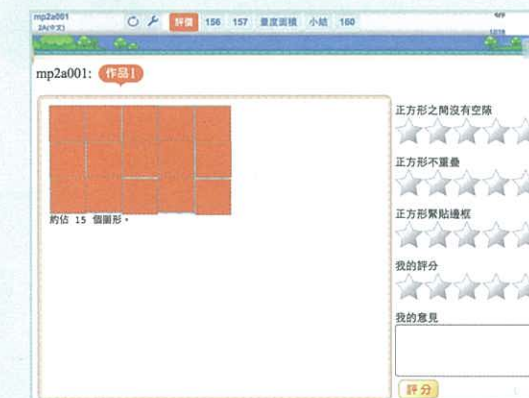 mp2a001
2A(中文)
評價 156 157 量度面積 小結 160
mp2a001: 作品1
正方形之間沒有空隙
正方形不重疊
正方形緊貼邊框
約佔 15 個圖形。
我的評分
我的意見
評分